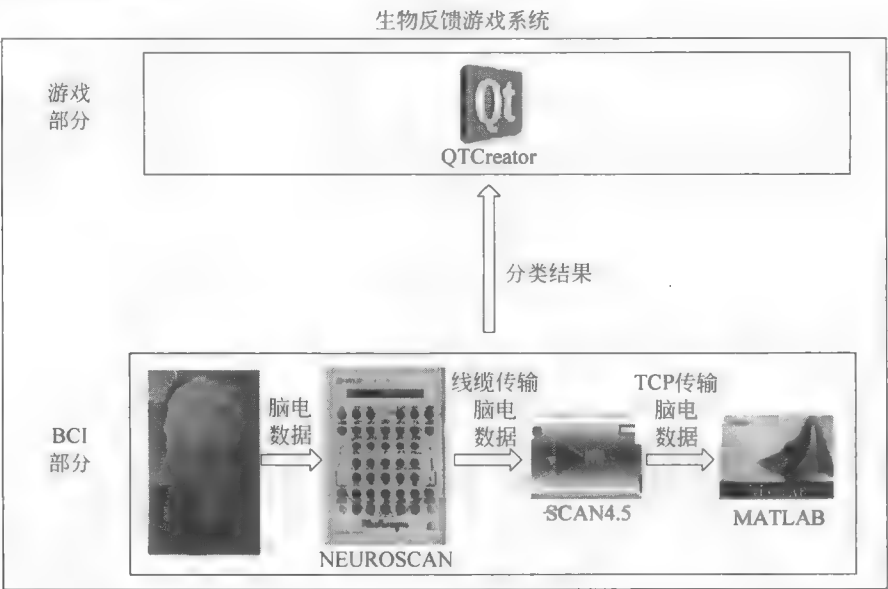 生物反馈游戏系统
游戏
部分
Qt
QTCreator
分类结果
BCI
部分
脑电
数据
线缆传输
脑电
数据
TCP传输
脑电
数据
NEUROSCAN
SCAN4.5
MATLAB